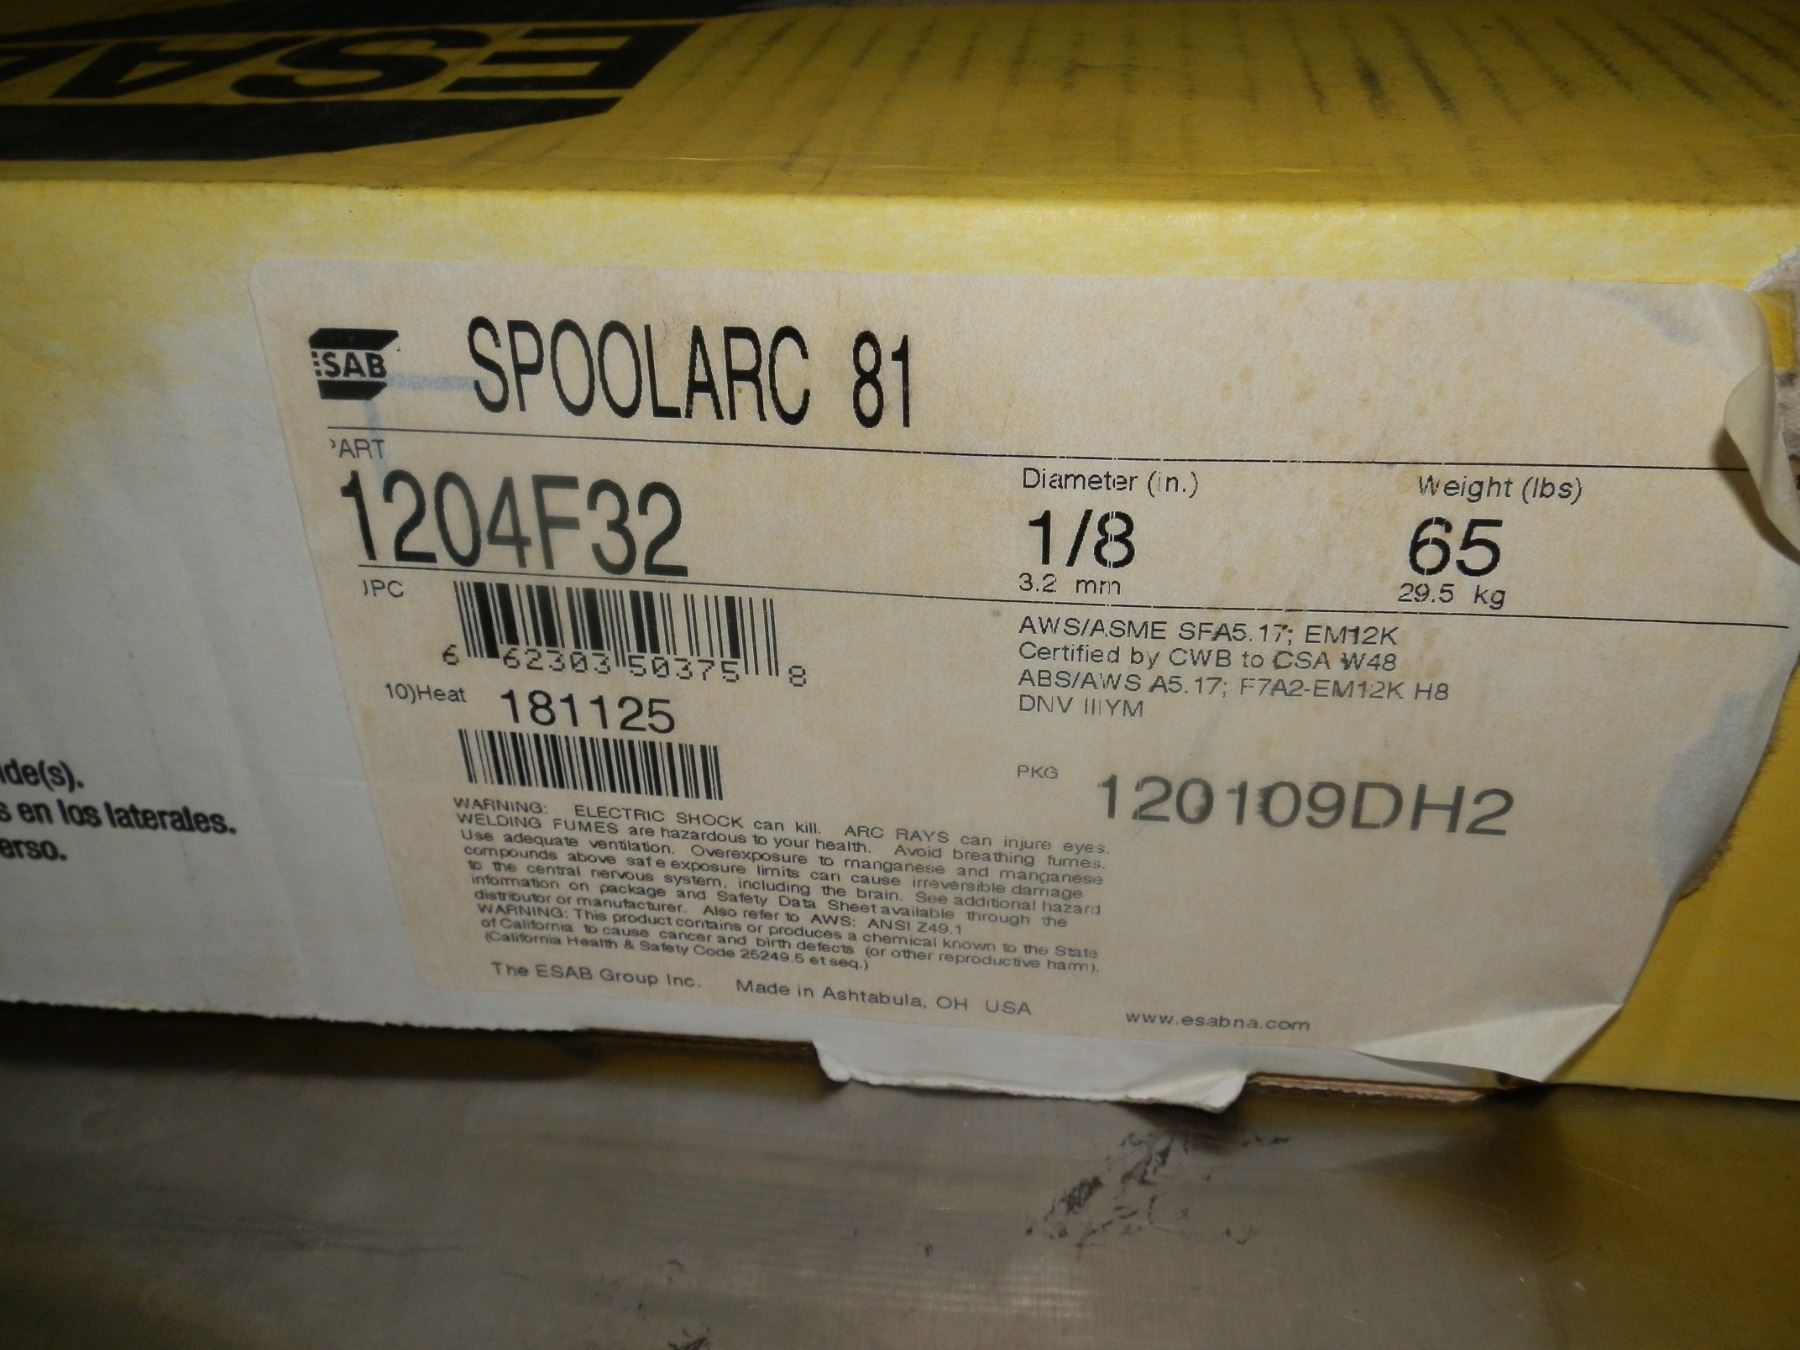 ESA
ESAB SPOOLARC 81
PART
1204F32
Diameter (in.)
1/8
3.2 mm
Weight (lbs)
65
29.5 kg
UPC
6 62303 50375 8
10)Heat 181125
AWS/ASME SFA5.17; EM12K
Certified by CWB to CSA W48
ABS/AWS A5.17; F7A2-EM12K H8
DNV IIIYM
PKG 120109DH2
WARNING: ELECTRIC SHOCK can kill. ARC RAYS can injure eyes.
WELDING FUMES are hazardous to your health. Avoid breathing fumes.
Use adequate ventilation. Overexposure to manganese and manganese
compounds above safe exposure limits can cause irreversible damage
to the central nervous system, including the brain. See additional hazard
information on package and Safety Data Sheet available through the
distributor or manufacturer. Also refer to AWS: ANSI Z49.1
WARNING: This product contains or produces a chemical known to the State
of California to cause cancer and birth defects (or other reproductive harm).
(California Health & Safety Code 25249.5 et seq.)
The ESAB Group Inc. Made in Ashtabula, OH USA
www.esabna.com
ide(s).
s en los laterales.
erso.